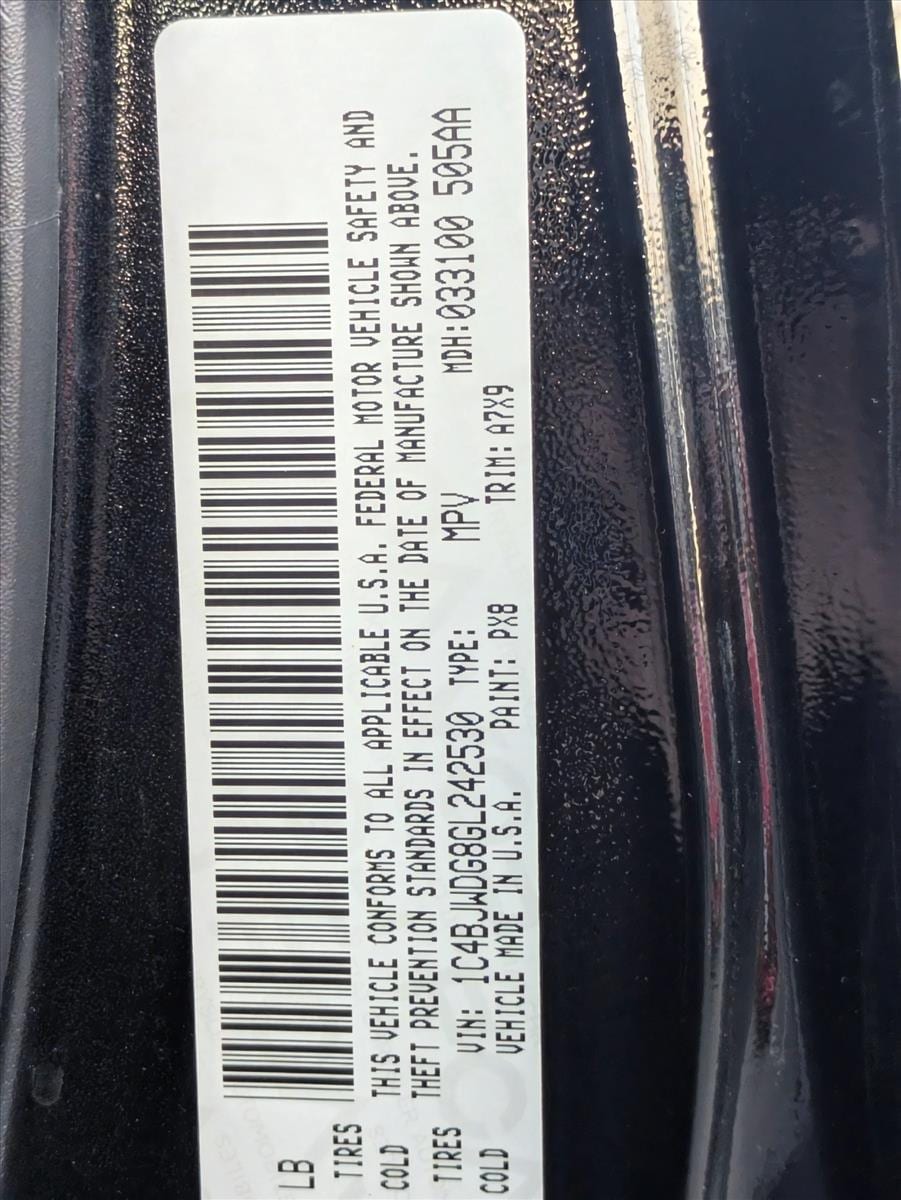 LB
TIRES
COLD
TIRES
COLD
THIS VEHICLE CONFORMS TO ALL APPLICABLE U.S.A. FEDERAL MOTOR VEHICLE SAFETY AND
THEFT PREVENTION STANDARDS IN EFFECT ON THE DATE OF MANUFACTURE SHOWN ABOVE.
VIN: 1C4BJWDG8GL242530 TYPE: MPV MDH:033100 505AA
VEHICLE MADE IN U.S.A. PAINT: PX8 TRIM: A7X9